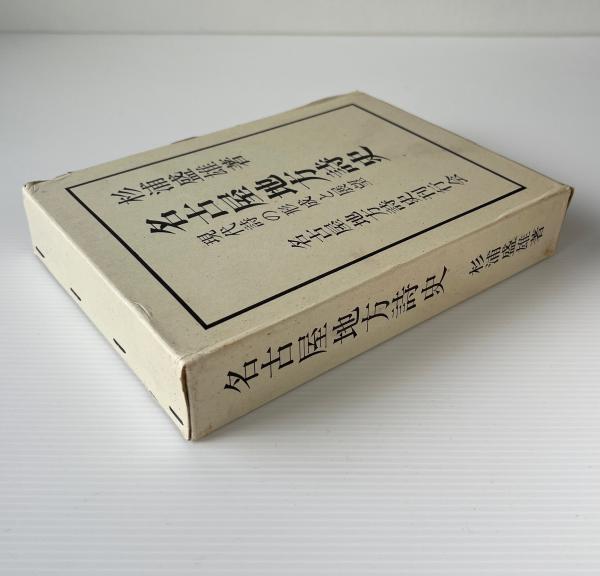 杉浦盛雄著
名古屋地方詩史
現代詩の形成と展望
名古屋地方詩史刊行会
名古屋地方詩史
杉浦盛雄著